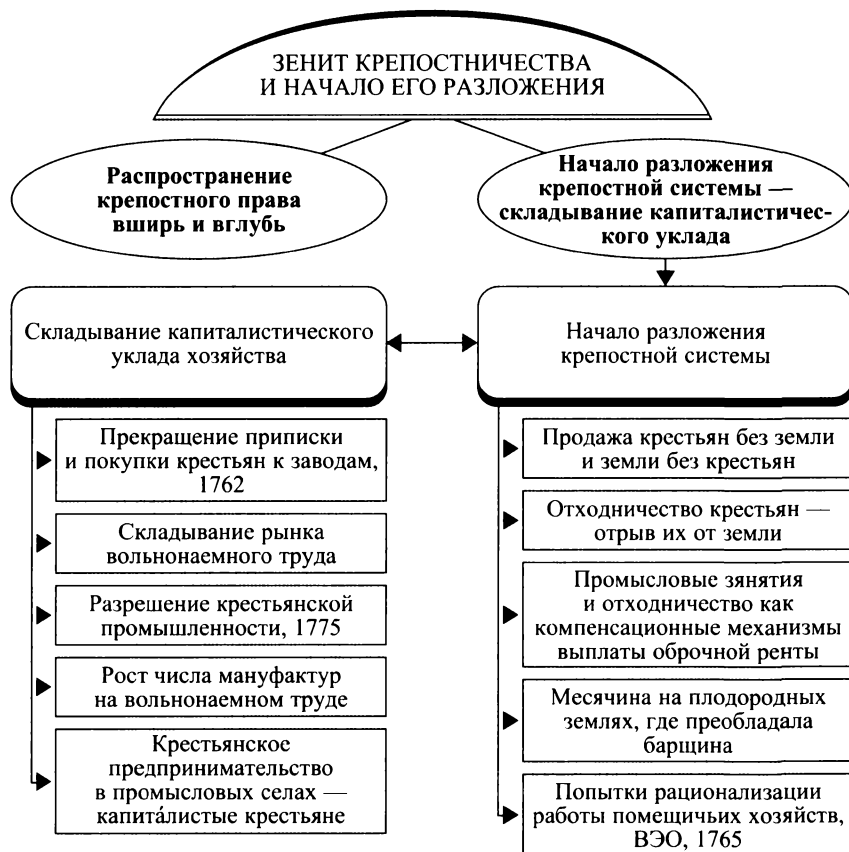 ЗЕНИТ КРЕПОСТНИЧЕСТВА
И НАЧАЛО ЕГО РАЗЛОЖЕНИЯ
Распространение
крепостного права
вширь и вглубь
Начало разложения
крепостной системы —
складывание капиталистичес-
кого уклада
Складывание капиталистического
уклада хозяйства
Начало разложения
крепостной системы
Прекращение приписки
и покупки крестьян к заводам,
1762
Складывание рынка
вольнонаемного труда
Разрешение крестьянской
промышленности, 1775
Рост числа мануфактур
на вольнонаемном труде
Крестьянское
предпринимательство
в промысловых селах —
капита́листые крестьяне
Продажа крестьян без земли
и земли без крестьян
Отходничество крестьян —
отрыв их от земли
Промысловые зянятия
и отходничество как
компенсационные механизмы
выплаты оброчной ренты
Месячина на плодородных
землях, где преобладала
барщина
Попытки рационализации
работы помещичьих хозяйств,
ВЭО, 1765